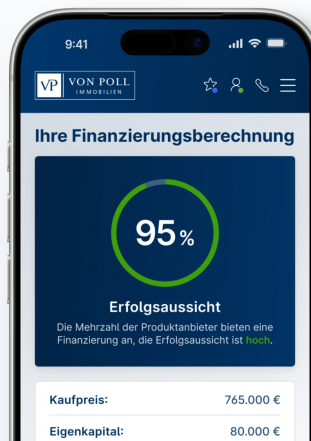 9:41
VP VON POLL
IMMOBILIEN
Ihre Finanzierungsberechnung
95 %
Erfolgsaussicht
Die Mehrzahl der Produktanbieter bieten eine
Finanzierung an, die Erfolgsaussicht ist hoch.
Kaufpreis: 765.000 €
Eigenkapital: 80.000 €